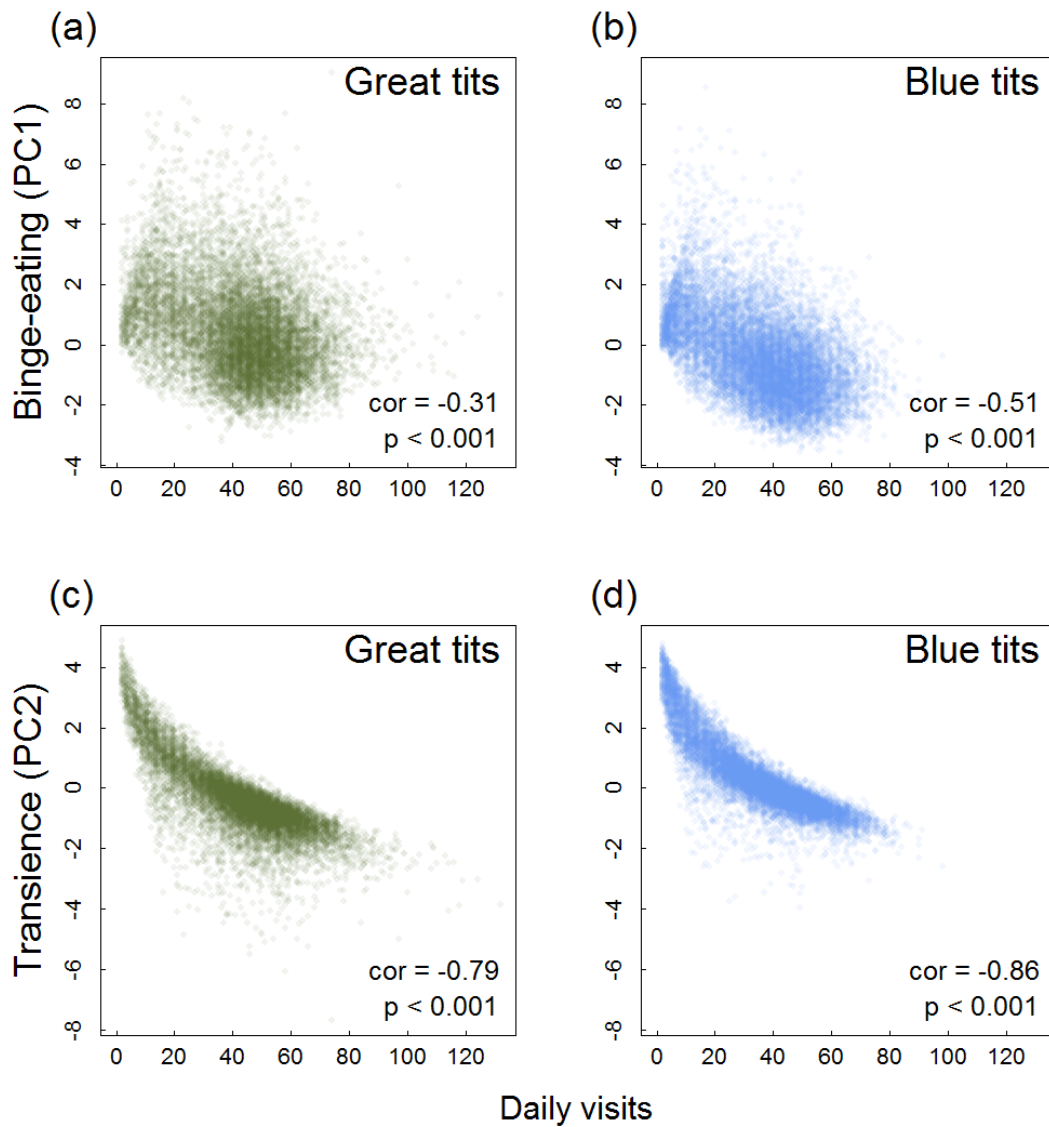 (a)
Great tits
Binge-eating (PC1)
8
6
4
2
0
-2
-4
cor = -0.31
p < 0.001
0 20 40 60 80 100 120
(b)
Blue tits
8
6
4
2
0
-2
-4
cor = -0.51
p < 0.001
0 20 40 60 80 100 120
(c)
Great tits
Transience (PC2)
4
2
0
-2
-4
-6
-8
cor = -0.79
p < 0.001
0 20 40 60 80 100 120
(d)
Blue tits
4
2
0
-2
-4
-6
-8
cor = -0.86
p < 0.001
0 20 40 60 80 100 120
Daily visits